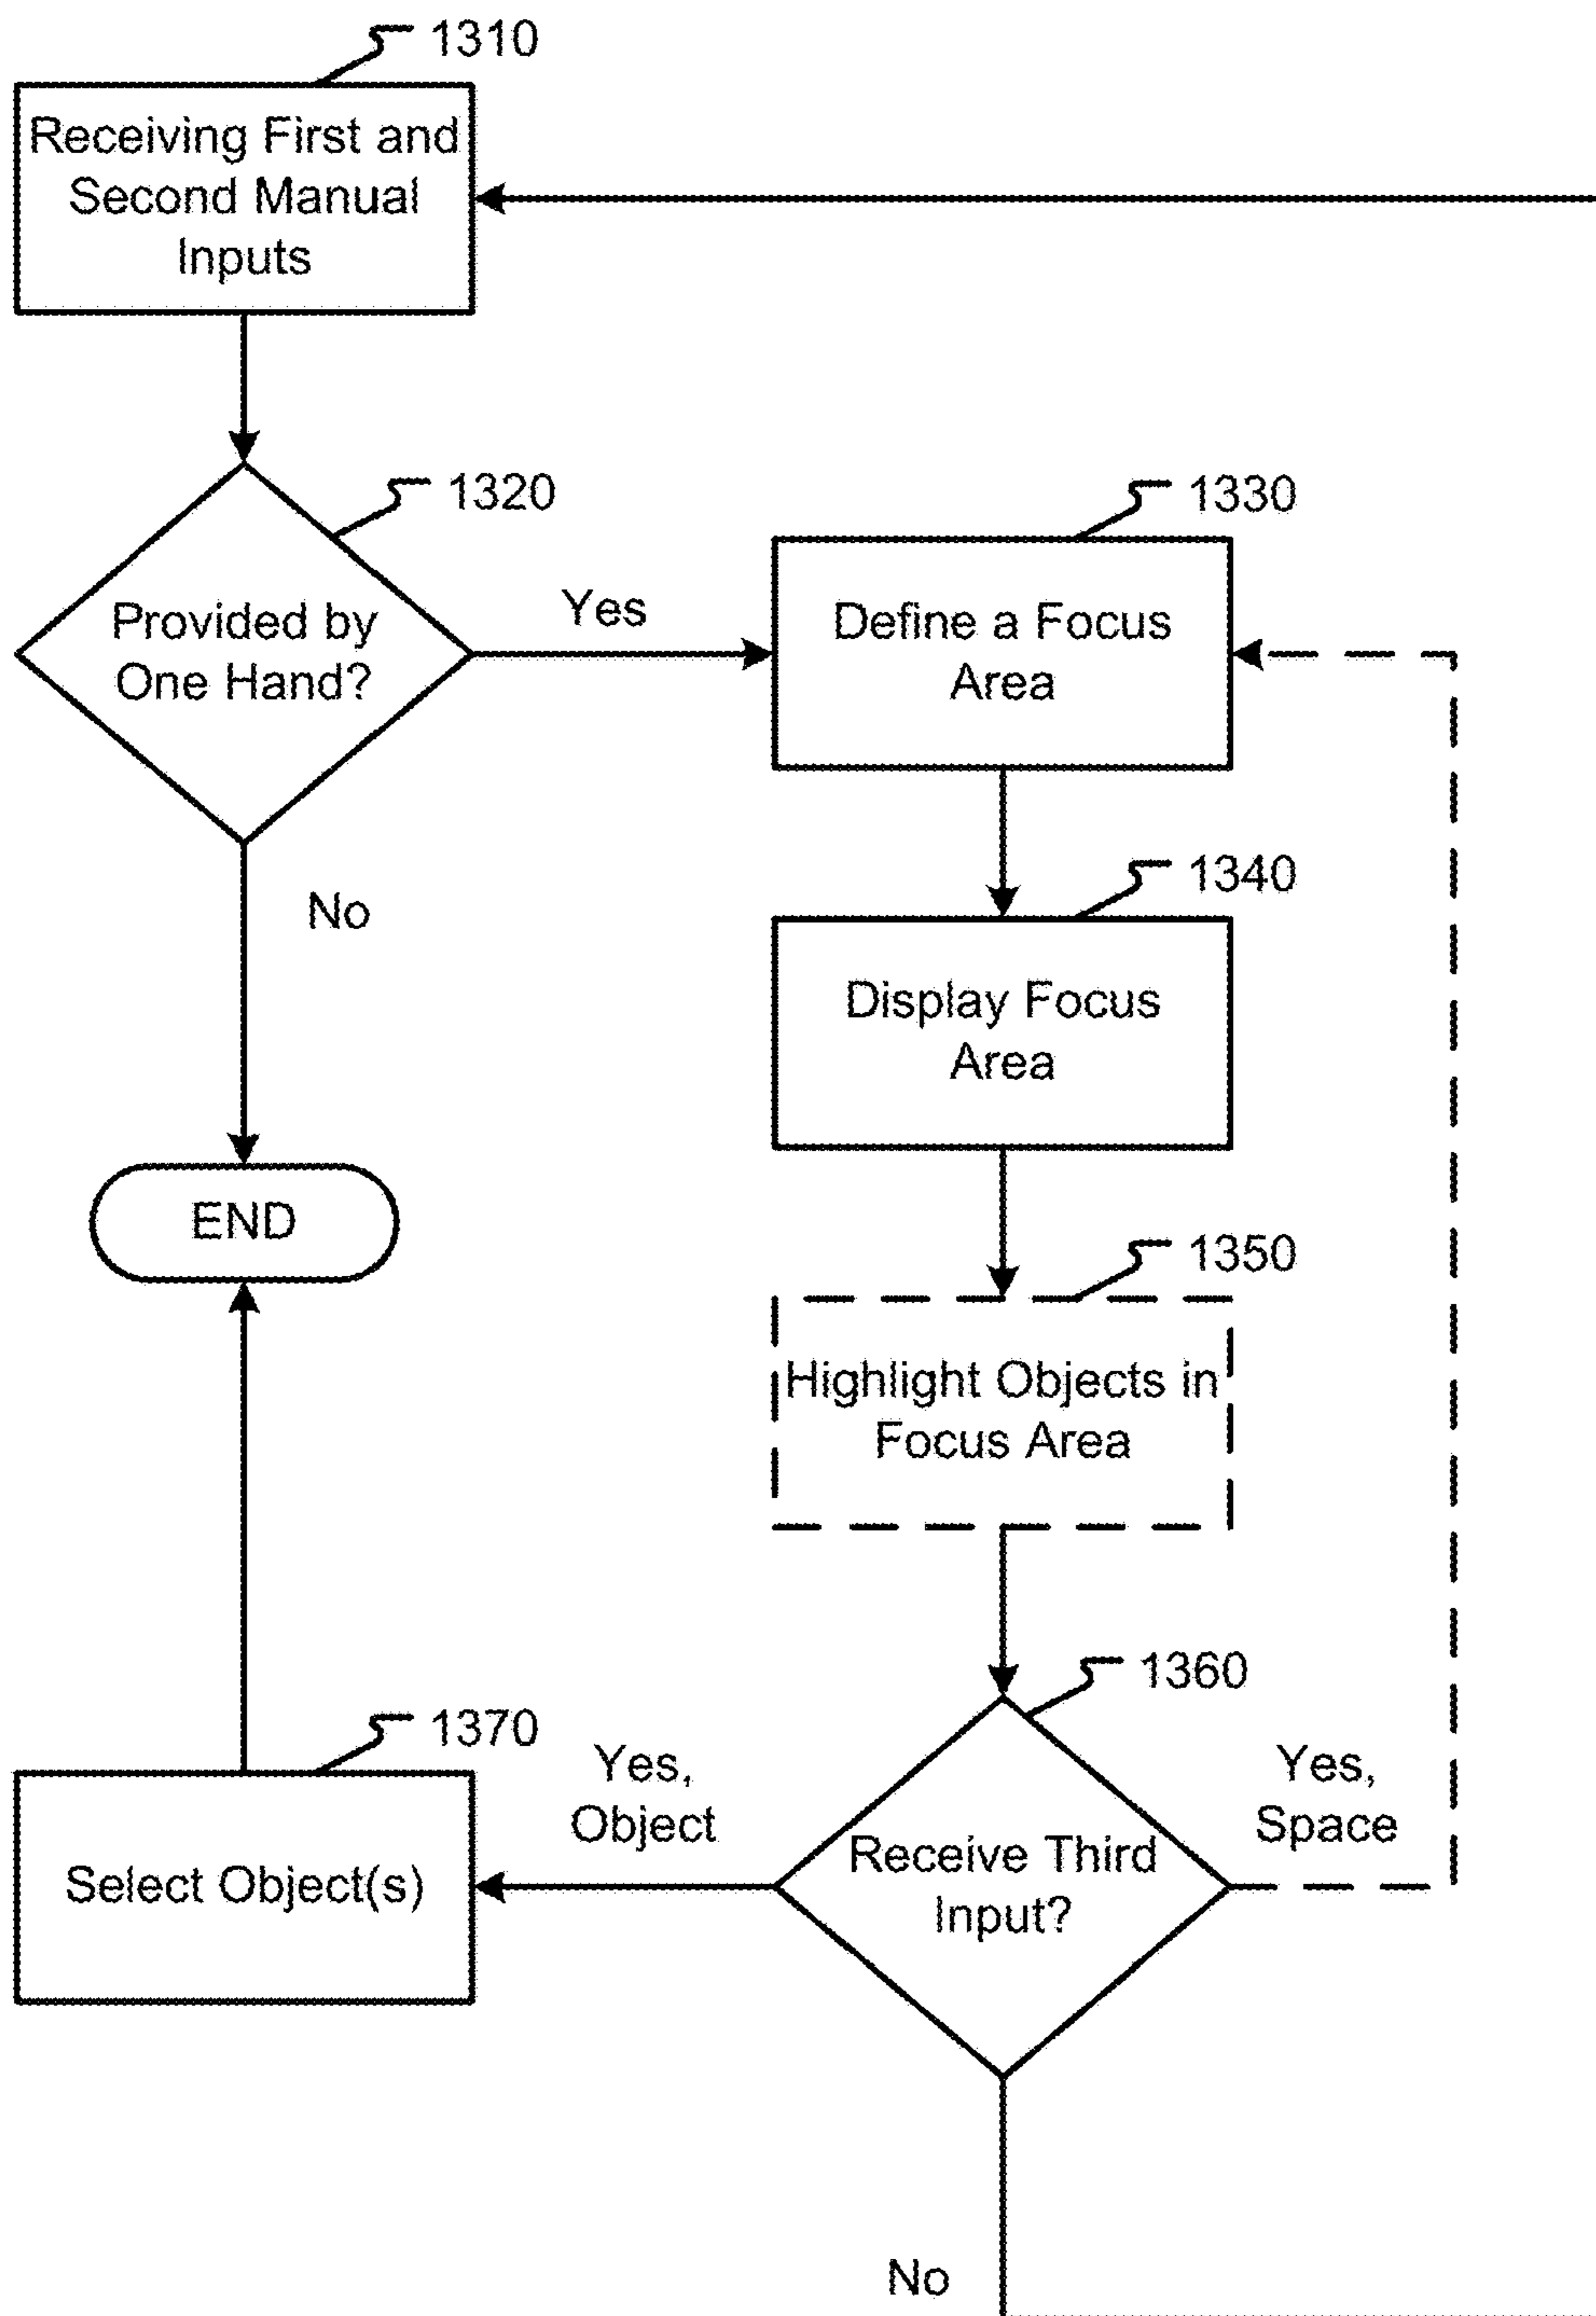 1310
Receiving First and
Second Manual
Inputs
1320
Provided by
One Hand?
Yes
No
1330
Define a Focus
Area
1340
Display Focus
Area
1350
Highlight Objects in
Focus Area
END
1360
Receive Third
Input?
Yes,
Space
Yes,
Object
1370
Select Object(s)
No